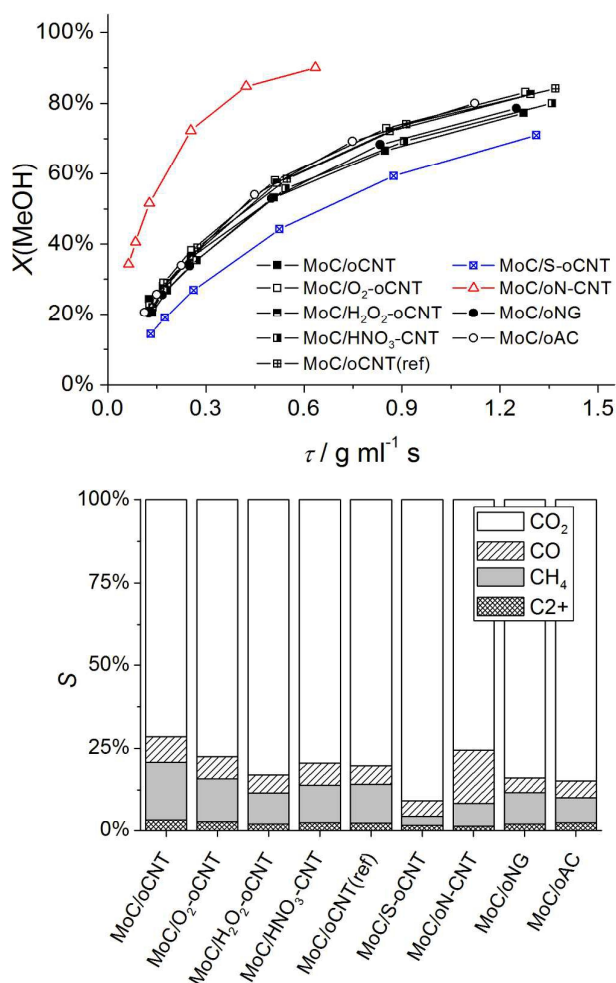 100%
80%
60%
40%
20%
0%
X(MeOH)
MoC/oCNT
MoC/O₂-oCNT
MoC/H₂O₂-oCNT
MoC/HNO₃-CNT
MoC/oCNT(ref)
MoC/S-oCNT
MoC/oN-CNT
MoC/oNG
MoC/oAC
0.0 0.3 0.6 0.9 1.2 1.5
τ / g ml⁻¹ s
100%
75%
50%
25%
0%
S
CO₂
CO
CH₄
C2+
MoC/oCNT
MoC/O₂-oCNT
MoC/H₂O₂-oCNT
MoC/HNO₃-CNT
MoC/oCNT(ref)
MoC/S-oCNT
MoC/oN-CNT
MoC/oNG
MoC/oAC